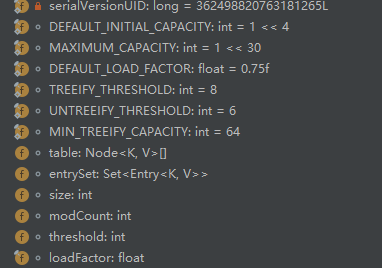 serialVersionUID: long = 362498820763181265L
DEFAULT_INITIAL_CAPACITY: int = 1 << 4
MAXIMUM_CAPACITY: int = 1 << 30
DEFAULT_LOAD_FACTOR: float = 0.75f
TREEIFY_THRESHOLD: int = 8
UNTREEIFY_THRESHOLD: int = 6
MIN_TREEIFY_CAPACITY: int = 64
table: Node<K, V>[]
entrySet: Set<Entry<K, V>>
size: int
modCount: int
threshold: int
loadFactor: float